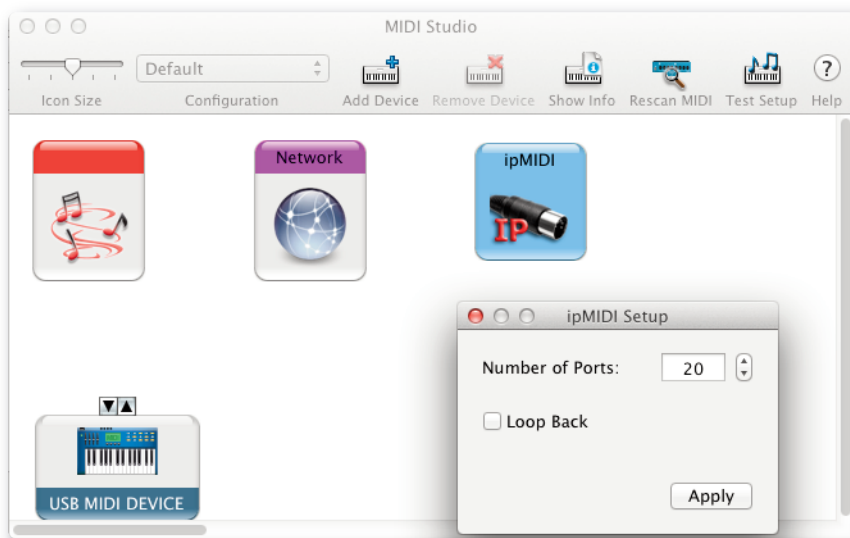 MIDI Studio
Default
Icon Size Configuration Add Device Remove Device Show Info Rescan MIDI Test Setup ? Help
Network
ipMIDI
IP
ipMIDI Setup
Number of Ports: 20
Loop Back
Apply
USB MIDI DEVICE